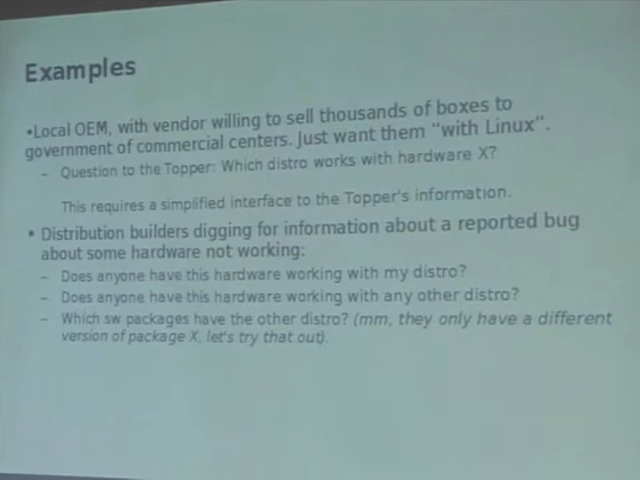 Examples
•Local OEM, with vendor willing to sell thousands of boxes to
government of commercial centers. Just want them “with Linux”.
– Question to the Topper: Which distro works with hardware X?
This requires a simplified interface to the Topper's information.
• Distribution builders digging for information about a reported bug
about some hardware not working:
– Does anyone have this hardware working with my distro?
– Does anyone have this hardware working with any other distro?
– Which sw packages have the other distro? (mm, they only have a different
version of package X, let's try that out).